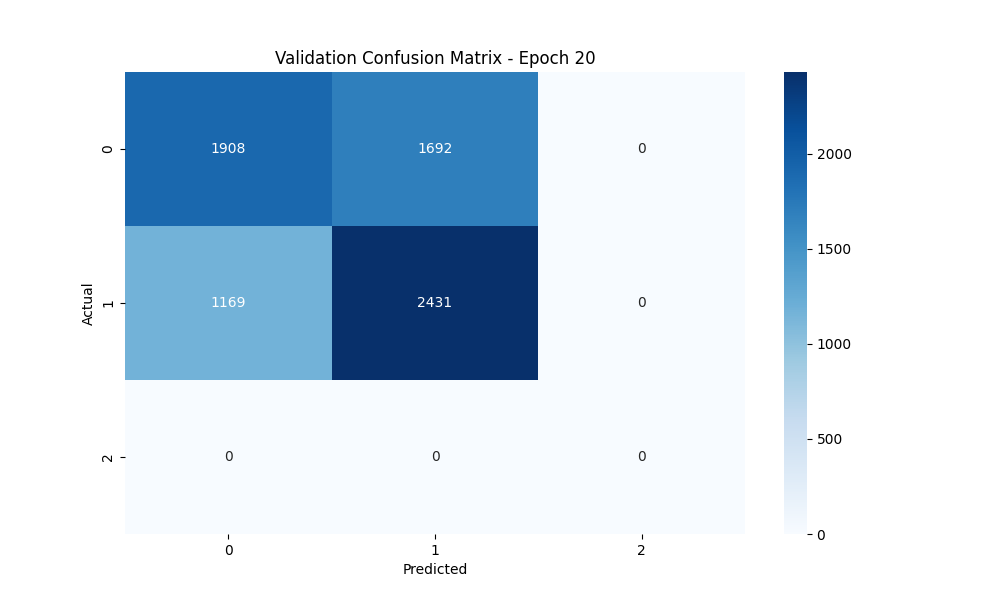 Validation Confusion Matrix - Epoch 20
0 1908 1692 0
1 1169 2431 0
2 0 0 0
0 1 2
Actual
Predicted
2000
1500
1000
500
0